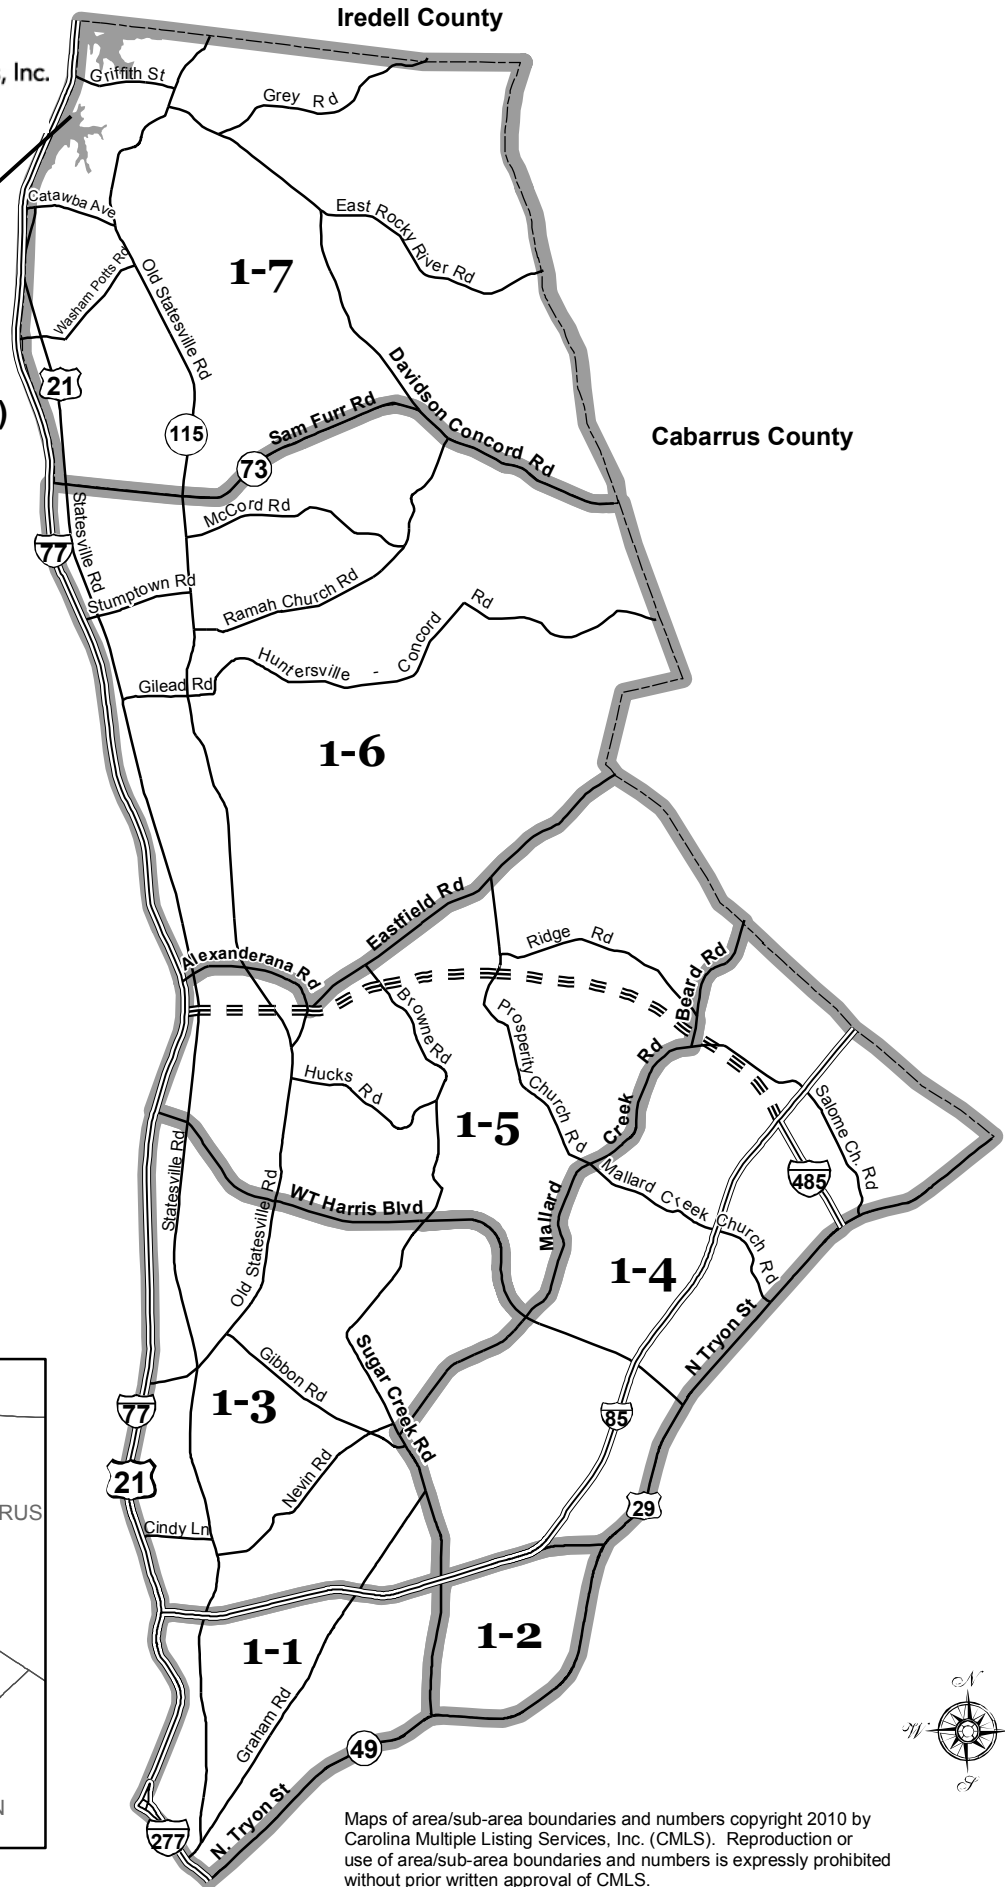 Iredell County
, Inc.
Griffith St
Grey Rd
Catawba Ave
East Rocky River Rd
Washam Potts Rd
Old Statesville Rd
1-7
21
)
Davidson Concord Rd
115
Sam Furr Rd
Cabarrus County
73
Statesville Rd
McCord Rd
77
Stumptown Rd
Ramah Church Rd
Huntersville - Concord Rd
Gilead Rd
1-6
Eastfield Rd
Alexanderana Rd
Ridge Rd
Beard Rd
Browne Rd
Prosperity Church Rd
Hucks Rd
1-5
Mallard Creek Rd
Salome Ch. Rd
485
Statesville Rd
Old Statesville Rd
WT Harris Blvd
Mallard Creek Church Rd
1-4
N Tryon St
Sugar Creek Rd
Gibbon Rd
1-3
77
85
21
Nevin Rd
29
RUS
Cindy Ln
1-2
1-1
Graham Rd
49
N. Tryon St
277
N
N
W
S
Maps of area/sub-area boundaries and numbers copyright 2010 by
Carolina Multiple Listing Services, Inc. (CMLS). Reproduction or
use of area/sub-area boundaries and numbers is expressly prohibited
without prior written approval of CMLS.